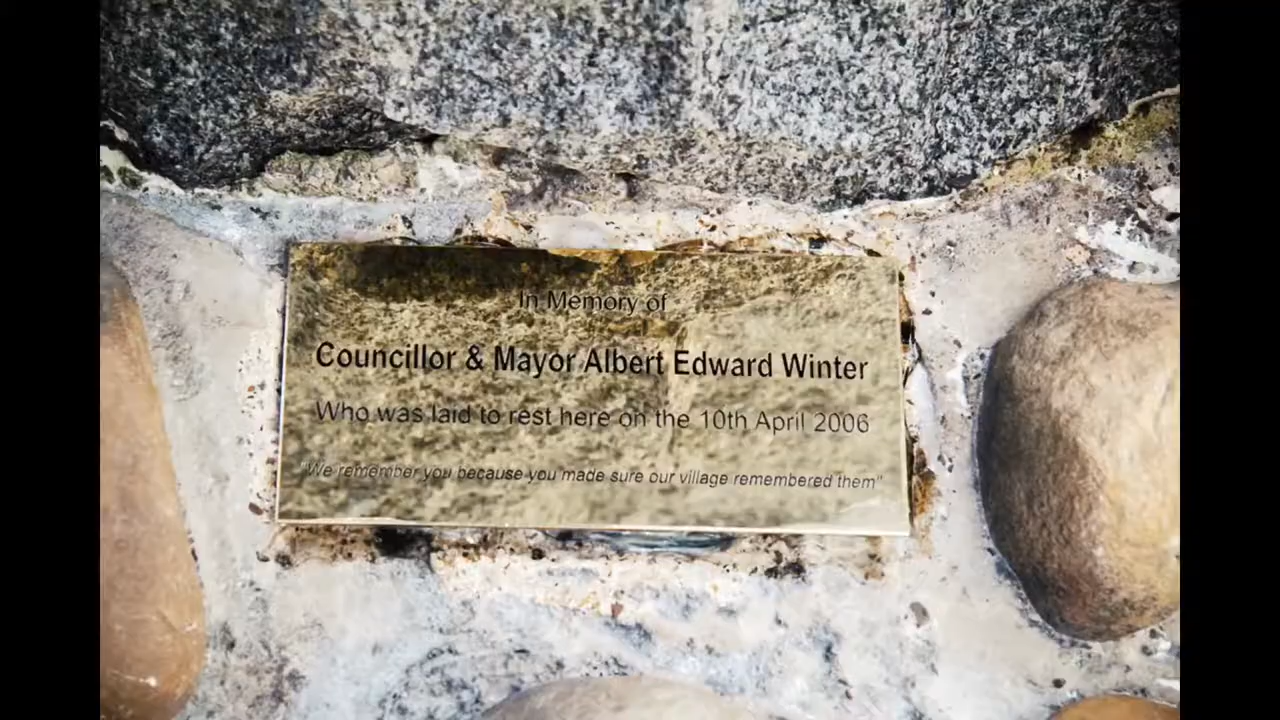 In Memory of
Councillor & Mayor Albert Edward Winter
Who was laid to rest here on the 10th April 2006
"We remember you because you made sure our village remembered them"